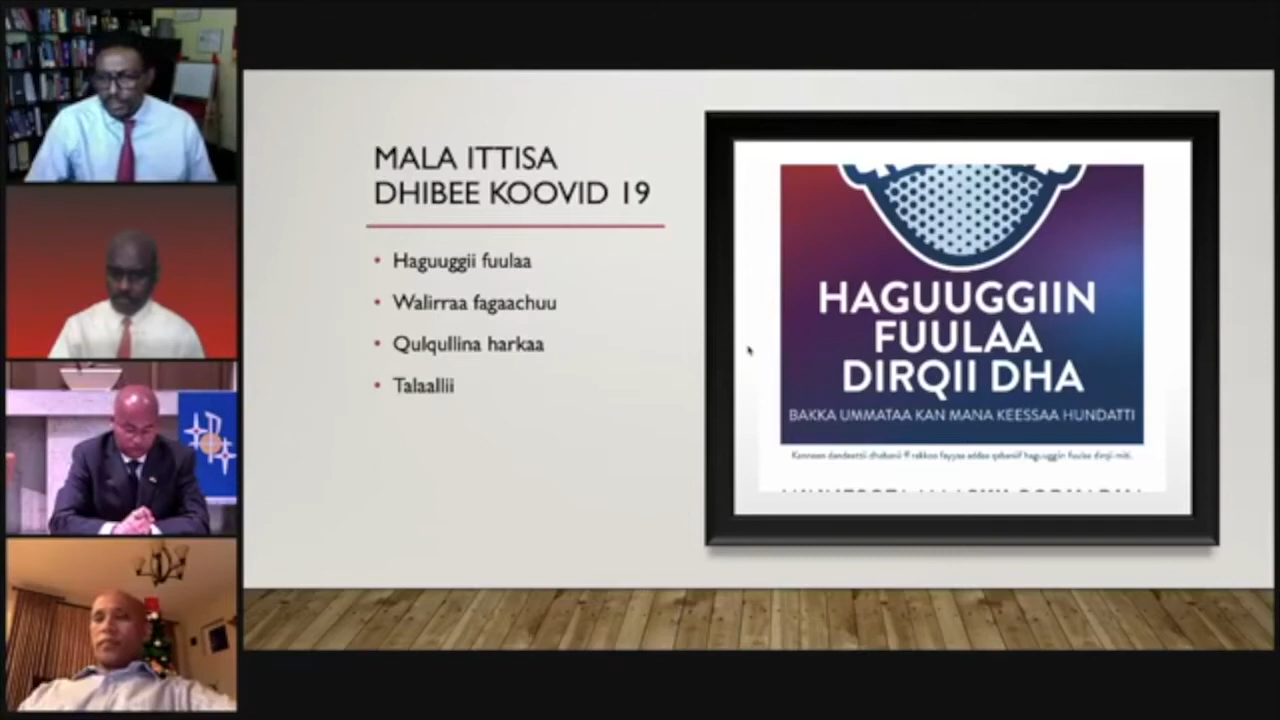 MALA ITTISA
DHIBEE KOOVID 19
• Haguuggii fuulaa
• Walirraa fagaachuu
• Qulqullina harkaa
• Talaallii
HAGUUGGIIN
FUULAA
DIRQII DHA
BAKKA UMMATAA KAN MANA KEESSAA HUNDATTI